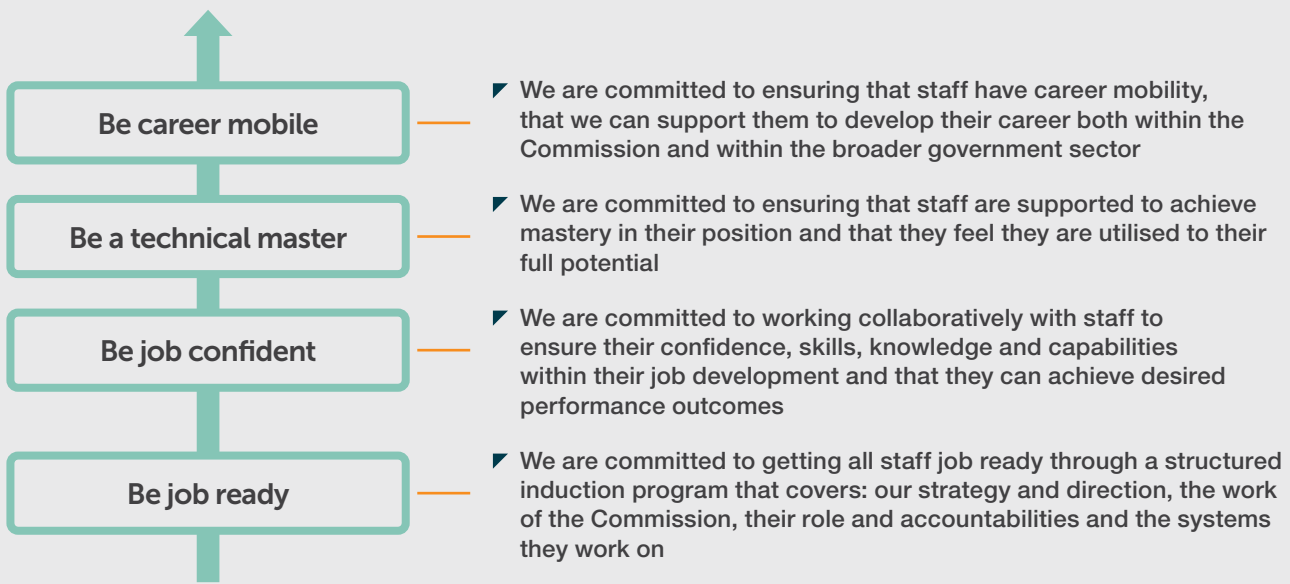 Be career mobile
We are committed to ensuring that staff have career mobility,
that we can support them to develop their career both within the
Commission and within the broader government sector
Be a technical master
We are committed to ensuring that staff are supported to achieve
mastery in their position and that they feel they are utilised to their
full potential
Be job confident
We are committed to working collaboratively with staff to
ensure their confidence, skills, knowledge and capabilities
within their job development and that they can achieve desired
performance outcomes
Be job ready
We are committed to getting all staff job ready through a structured
induction program that covers: our strategy and direction, the work
of the Commission, their role and accountabilities and the systems
they work on